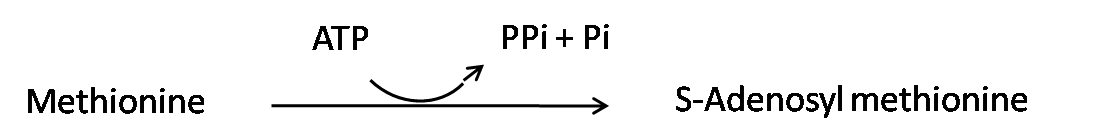 ATP PPi + Pi
Methionine S-Adenosyl methionine